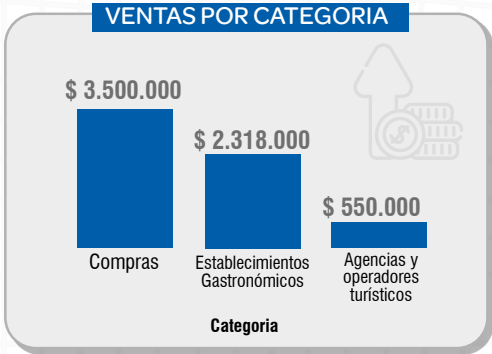 VENTAS POR CATEGORIA
$ 3.500.000
$ 2.318.000
$ 550.000
Compras
Establecimientos
Gastronómicos
Agencias y
operadores
turísticos
Categoria